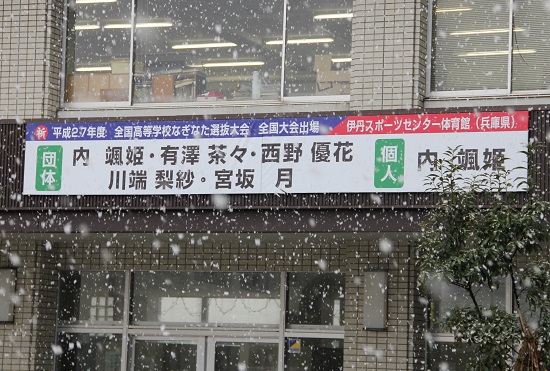 祈 平成27年度 全国高等学校なぎなた選抜大会 全国大会出場 伊丹スポーツセンター体育館(兵庫県)
団体 内 颯姫・有澤 茶々・西野 優花
川端 梨紗・宮坂 月
個人 内 颯姫